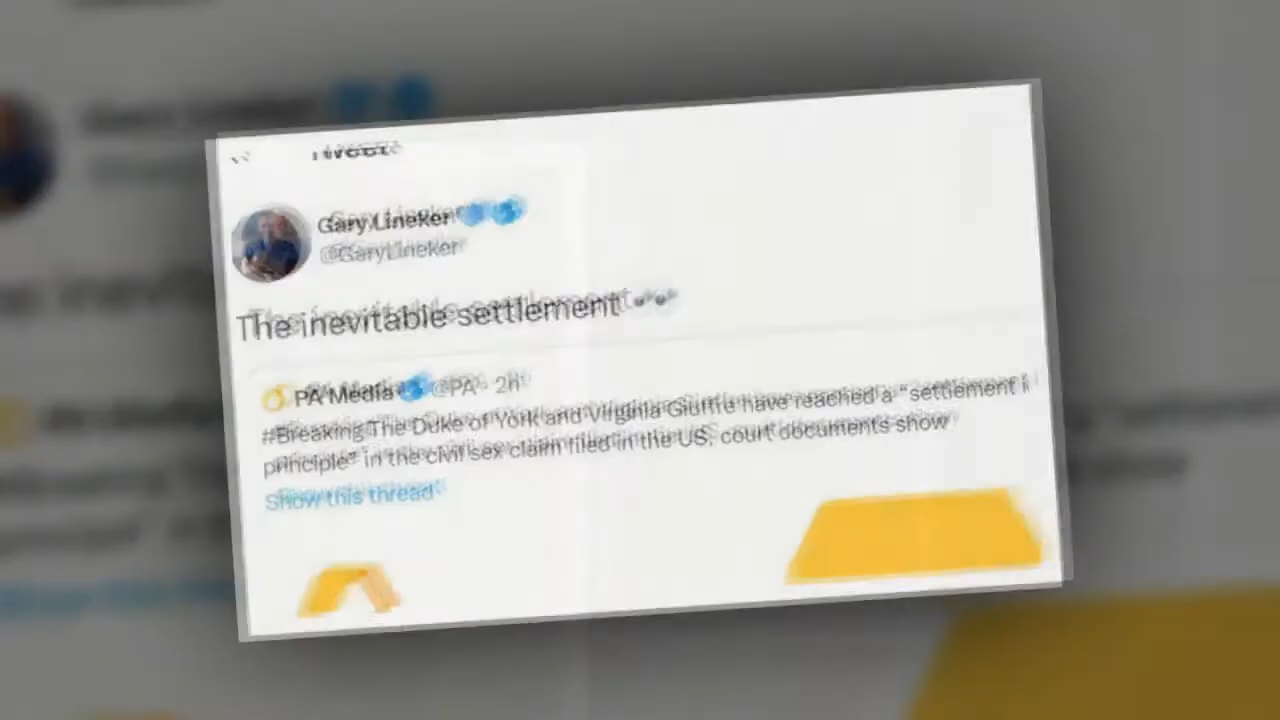 Tweet
Gary Lineker
@GaryLineker
The inevitable settlement
PA Media @PA · 2h
#Breaking The Duke of York and Virginia Giuffre have reached a "settlement i
principle" in the civil sex claim filed in the US, court documents show
Show this thread